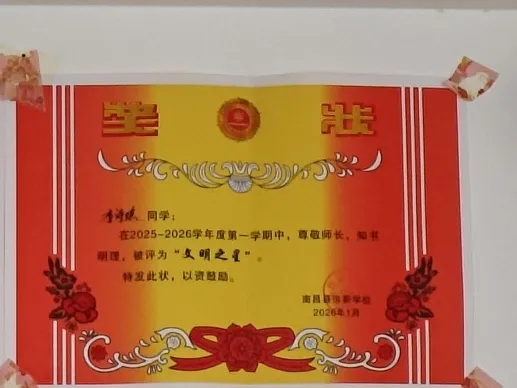 奖 状
同学：
在2025-2026学年度第一学期中，尊敬师长，知书
明理，被评为“文明之星”。
特发此状，以资鼓励。
南昌县 学校
2026年1月